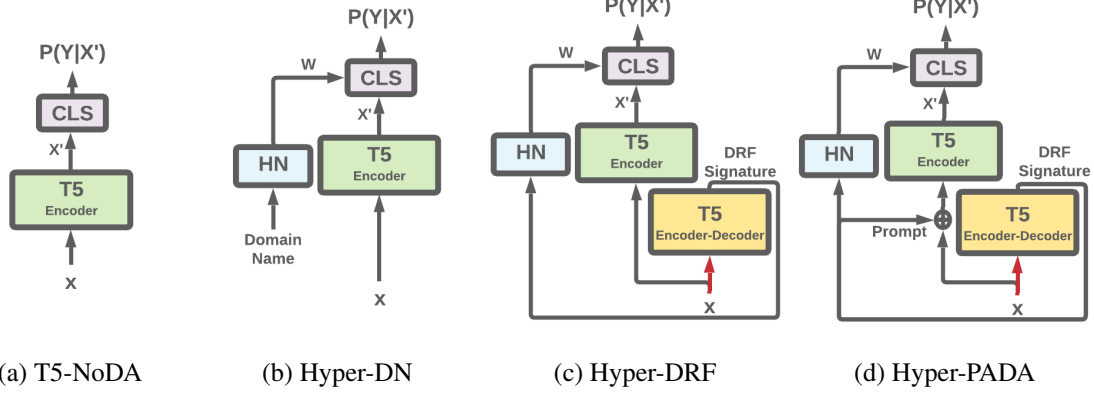 P(Y|X')
CLS
X'
T5
Encoder
x
(a) T5-NoDA
P(Y|X')
W
CLS
X'
HN
T5
Encoder
Domain
Name
x
(b) Hyper-DN
P(Y|X')
W
CLS
X'
HN
T5
Encoder
DRF
Signature
T5
Encoder-Decoder
x
(c) Hyper-DRF
P(Y|X')
W
CLS
X'
HN
T5
Encoder
DRF
Signature
Prompt
T5
Encoder-Decoder
x
(d) Hyper-PADA